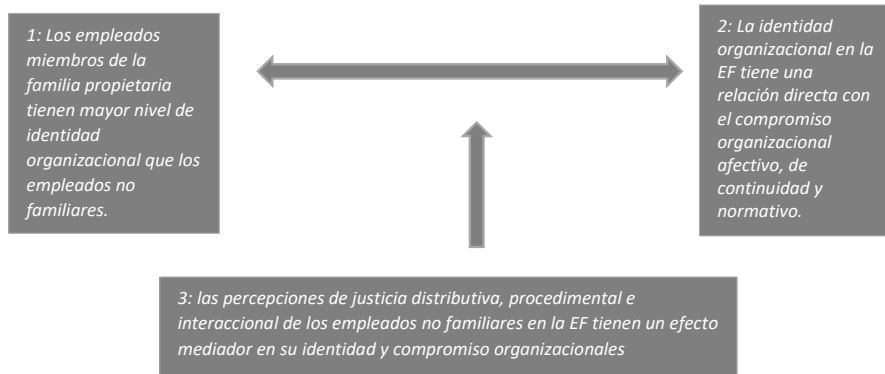 1: Los empleados
miembros de la
familia propietaria
tienen mayor nivel de
identidad
organizacional que los
empleados no
familiares.
2: La identidad
organizacional en la
EF tiene una
relación directa con
el compromiso
organizacional
afectivo, de
continuidad y
normativo.
3: las percepciones de justicia distributiva, procedimental e
interaccional de los empleados no familiares en la EF tienen un efecto
mediador en su identidad y compromiso organizacionales